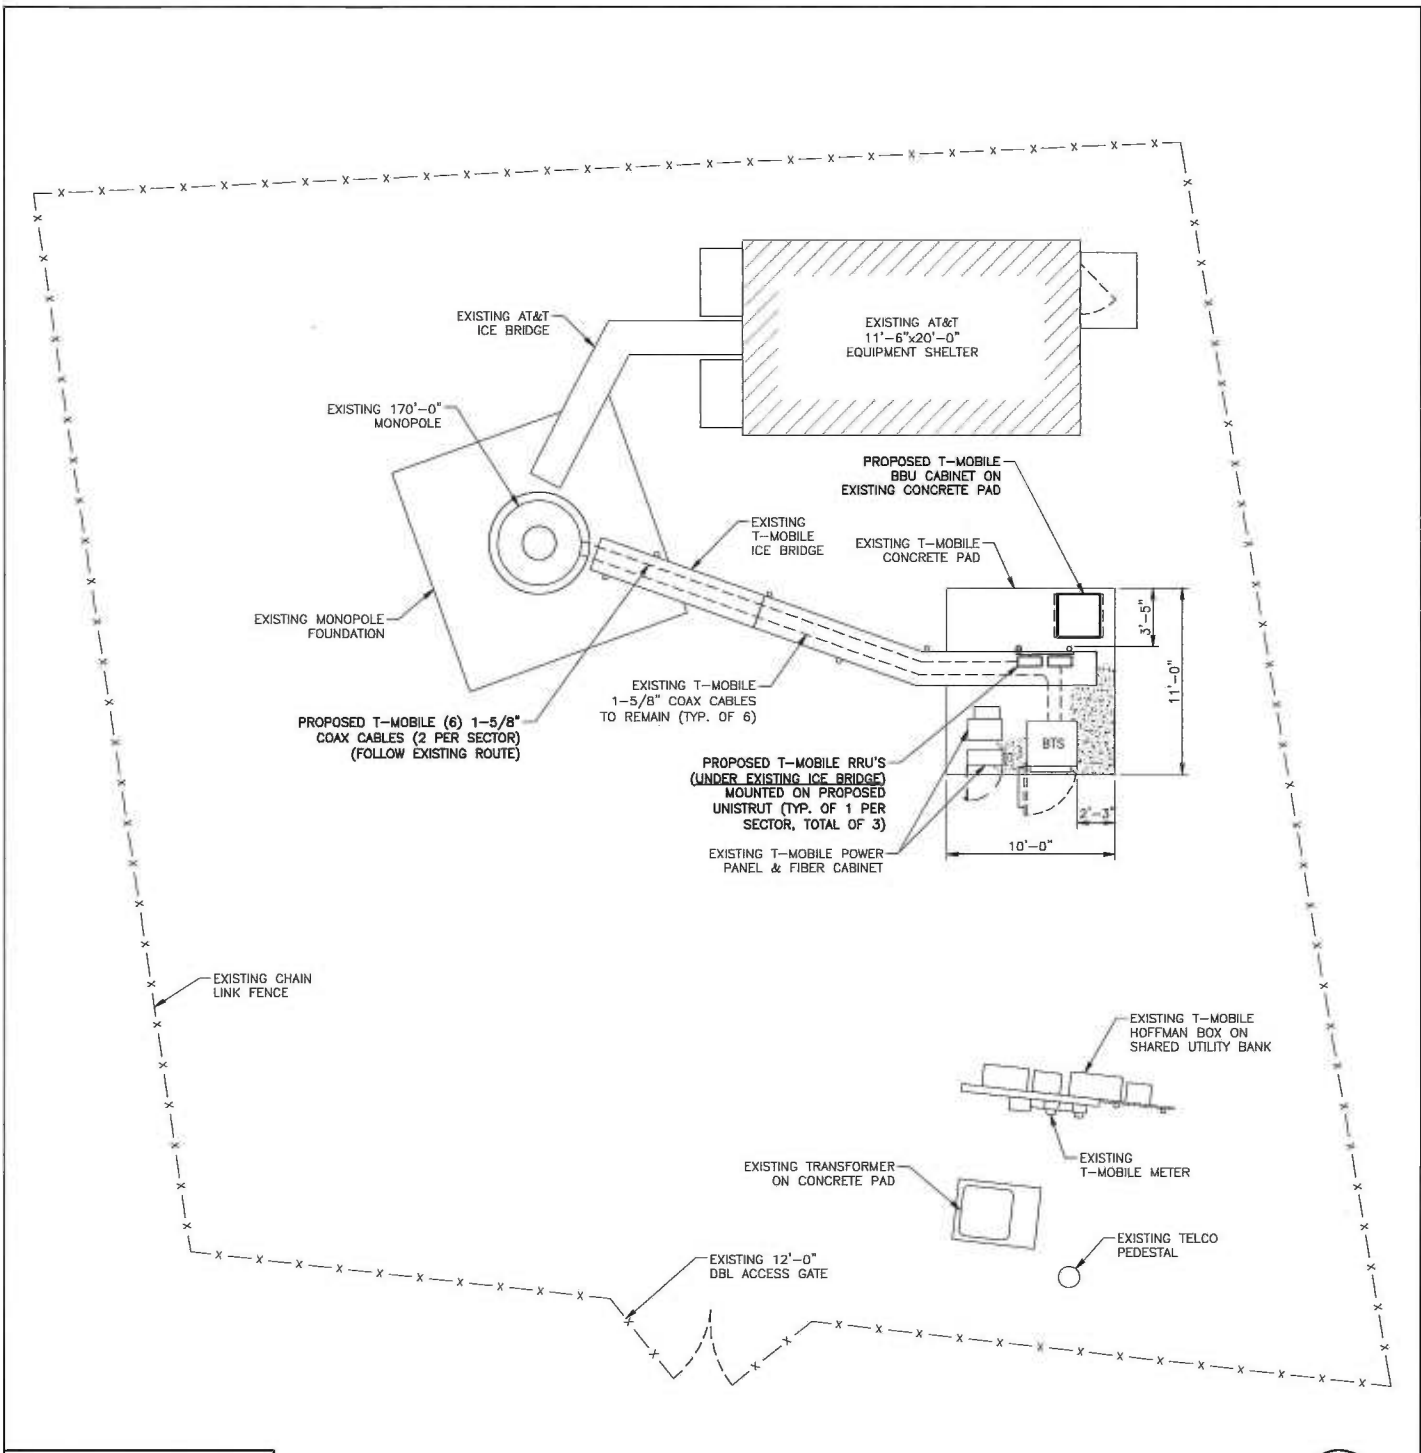 EXISTING AT&T
ICE BRIDGE
EXISTING AT&T
11'-6"x20'-0"
EQUIPMENT SHELTER
EXISTING 170'-0"
MONOPOLE
PROPOSED T-MOBILE
BBU CABINET ON
EXISTING CONCRETE PAD
EXISTING
T-MOBILE
ICE BRIDGE
EXISTING T-MOBILE
CONCRETE PAD
3'-5"
11'-0"
EXISTING MONOPOLE
FOUNDATION
EXISTING T-MOBILE
1-5/8" COAX CABLES
TO REMAIN (TYP. OF 6)
PROPOSED T-MOBILE (6) 1-5/8"
COAX CABLES (2 PER SECTOR)
(FOLLOW EXISTING ROUTE)
BTS
PROPOSED T-MOBILE RRU'S
(UNDER EXISTING ICE BRIDGE)
MOUNTED ON PROPOSED
UNISTRUT (TYP. OF 1 PER
SECTOR, TOTAL OF 3)
2'-3"
10'-0"
EXISTING T-MOBILE POWER
PANEL & FIBER CABINET
EXISTING CHAIN
LINK FENCE
EXISTING T-MOBILE
HOFFMAN BOX ON
SHARED UTILITY BANK
EXISTING
T-MOBILE METER
EXISTING TRANSFORMER
ON CONCRETE PAD
EXISTING TELCO
PEDESTAL
EXISTING 12'-0"
DBL ACCESS GATE